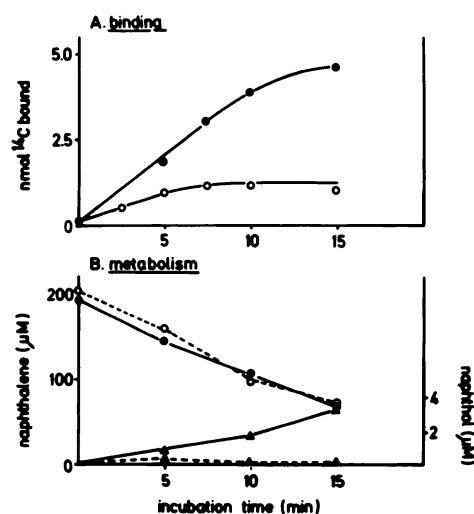 A. binding
5.0
2.5
0
nmol ¹⁴C bound
5
10
15
B. metabolism
200
100
0
naphthalene (μM)
4
2
naphthol (μM)
5
10
15
incubation time (min)